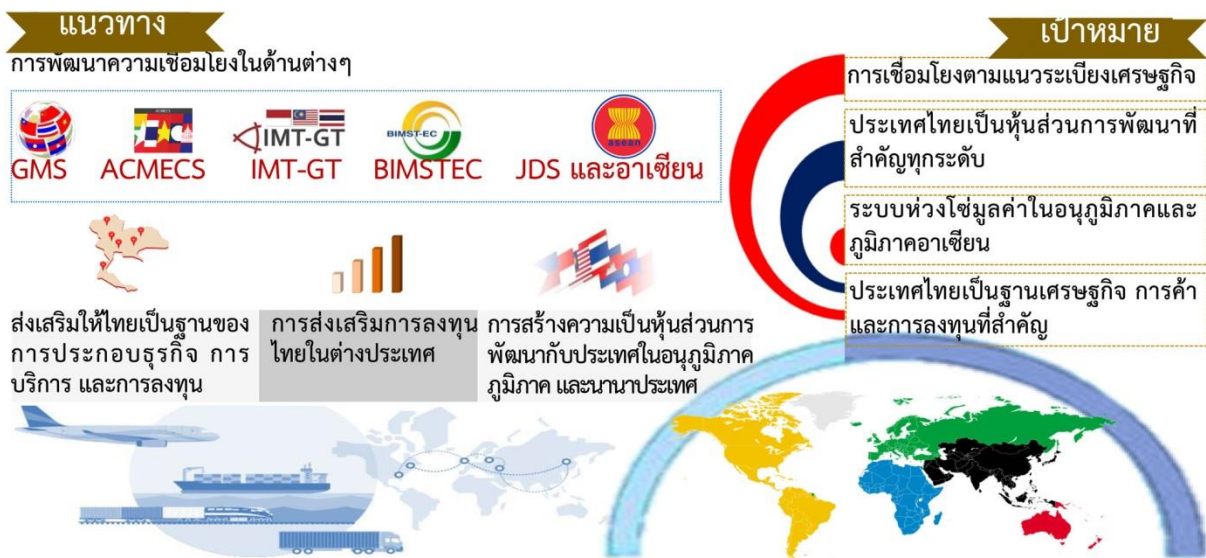 แนวทาง
การพัฒนาความเชื่อมโยงในด้านต่างๆ
IMT-GT
BIMST-EC
asean
GMS ACMECS IMT-GT BIMSTEC JDS และอาเซียน
ส่งเสริมให้ไทยเป็นฐานของ
การประกอบธุรกิจ การ
บริการ และการลงทุน
การส่งเสริมการลงทุน
ไทยในต่างประเทศ
การสร้างความเป็นหุ้นส่วนการ
พัฒนากับประเทศในอนุภูมิภาค
ภูมิภาค และนานาประเทศ
เป้าหมาย
การเชื่อมโยงตามแนวระเบียงเศรษฐกิจ
ประเทศไทยเป็นหุ้นส่วนการพัฒนาที่
สำคัญทุกระดับ
ระบบห่วงโซ่มูลค่าในอนุภูมิภาคและ
ภูมิภาคอาเซียน
ประเทศไทยเป็นฐานเศรษฐกิจ การค้า
และการลงทุนที่สำคัญ